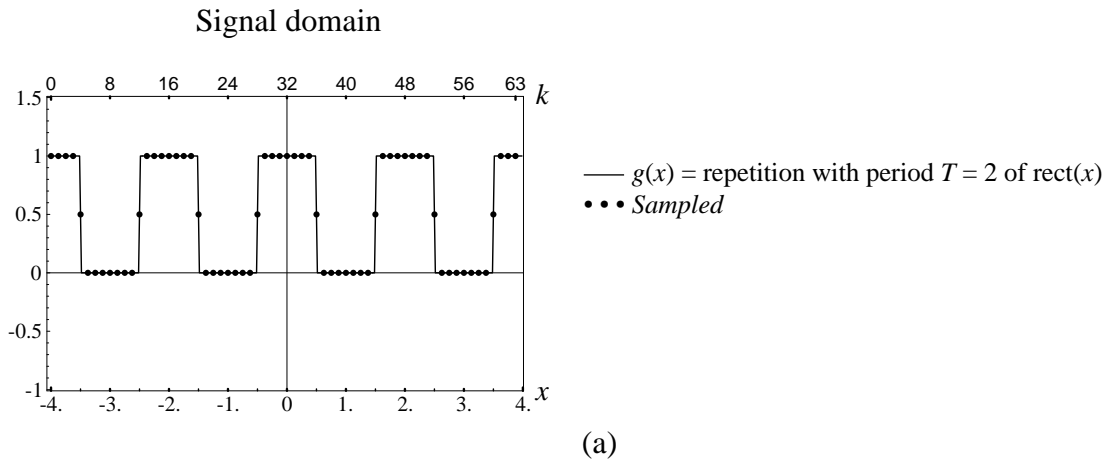 Signal domain
0 8 16 24 32 40 48 56 63 k
1.5
1
0.5
0
-0.5
-1
-4. -3. -2. -1. 0 1. 2. 3. 4. x
g(x) = repetition with period T = 2 of rect(x)
Sampled
(a)